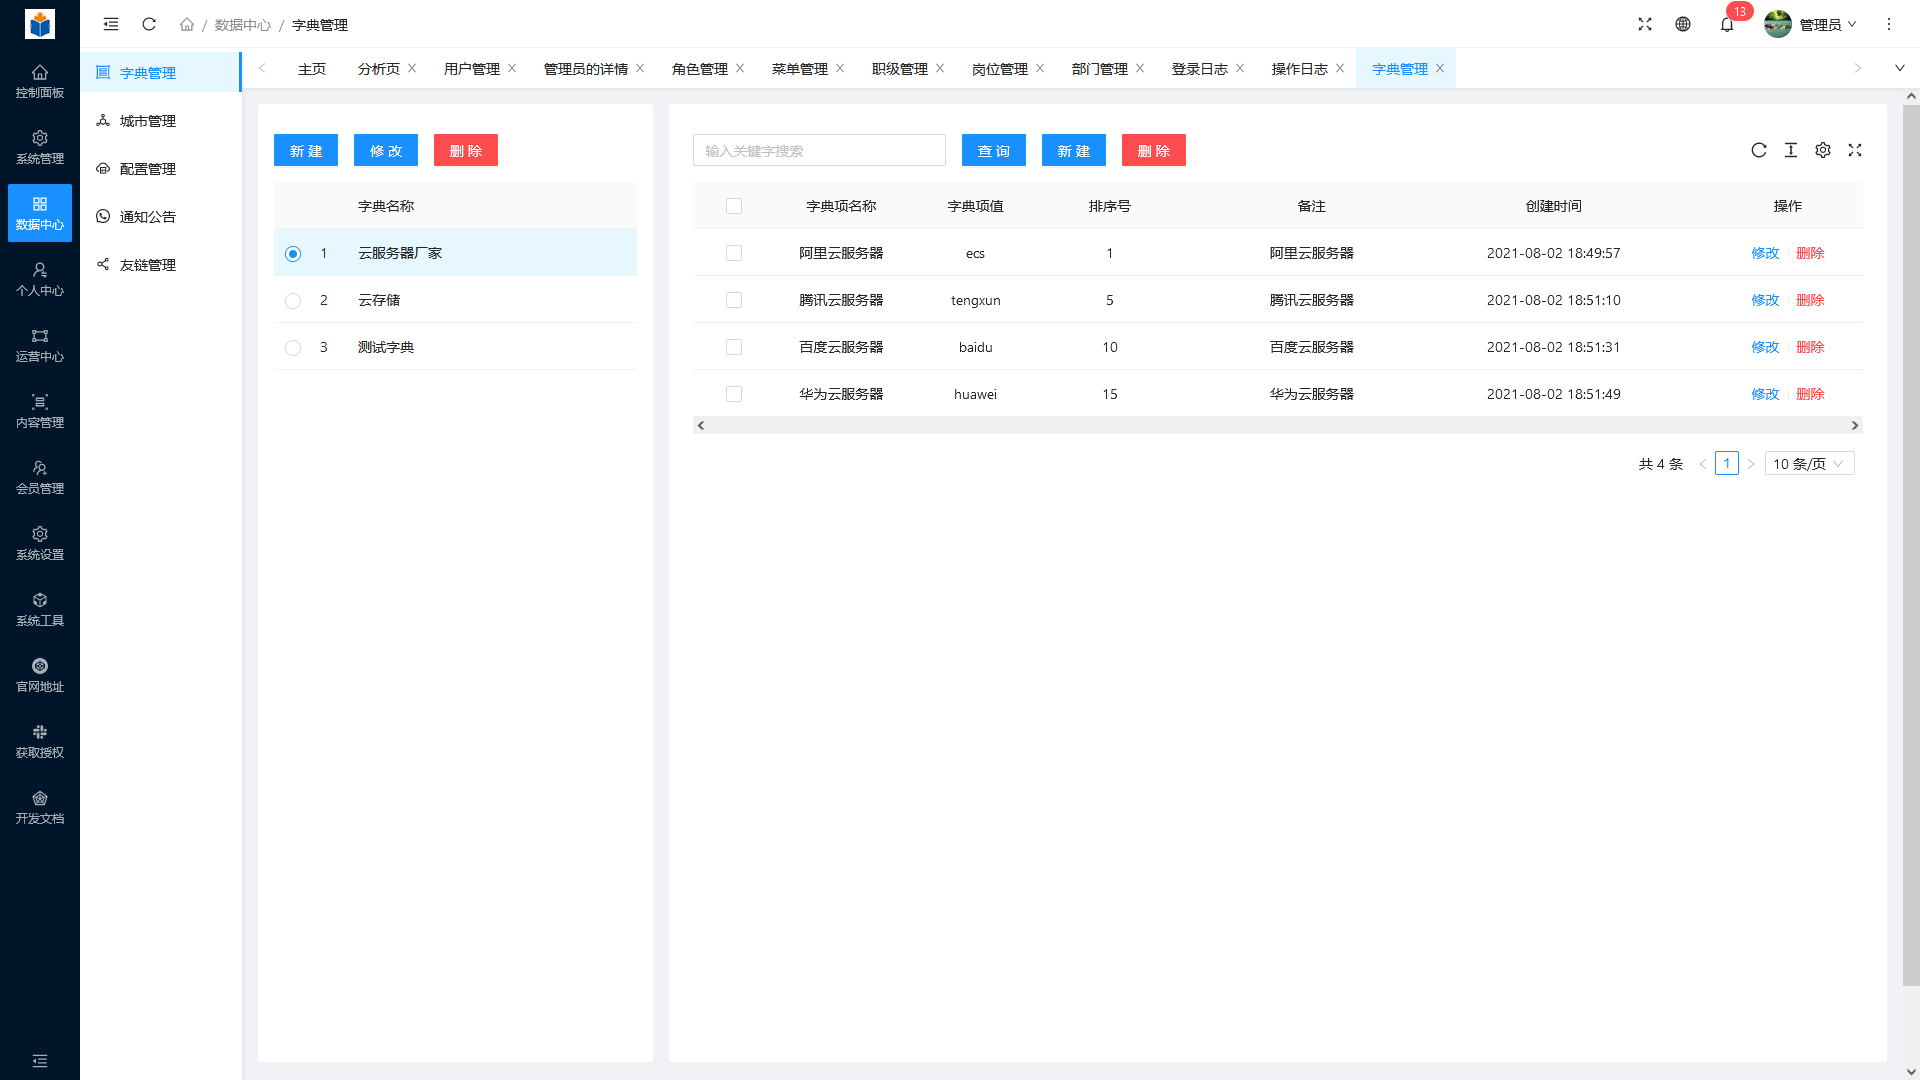 / 数据中心 / 字典管理
13
管理员
主页 分析页 用户管理 管理员的详情 角色管理 菜单管理 职级管理 岗位管理 部门管理 登录日志 操作日志 字典管理
控制面板
系统管理
数据中心
个人中心
运营中心
内容管理
会员管理
系统设置
系统工具
官网地址
获取授权
开发文档
字典管理
城市管理
配置管理
通知公告
友链管理
新建 修改 删除
字典名称
1 云服务器厂家
2 云存储
3 测试字典
输入关键字搜索 查询 新建 删除
字典项名称 字典项值 排序号 备注 创建时间 操作
阿里云服务器 ecs 1 阿里云服务器 2021-08-02 18:49:57 修改 删除
腾讯云服务器 tengxun 5 腾讯云服务器 2021-08-02 18:51:10 修改 删除
百度云服务器 baidu 10 百度云服务器 2021-08-02 18:51:31 修改 删除
华为云服务器 huawei 15 华为云服务器 2021-08-02 18:51:49 修改 删除
共 4 条 1 10 条/页